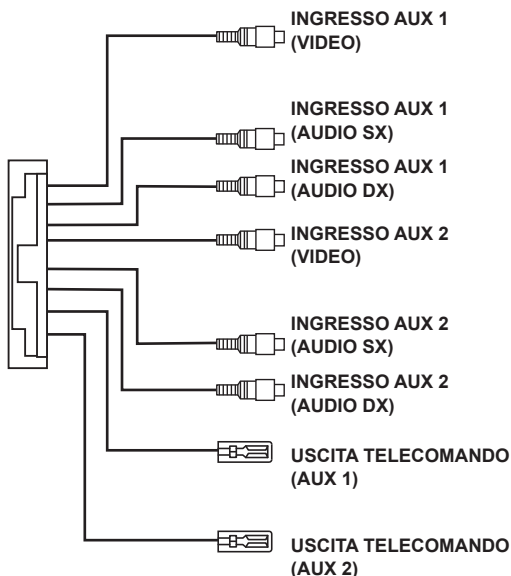 INGRESSO AUX 1
(VIDEO)
INGRESSO AUX 1
(AUDIO SX)
INGRESSO AUX 1
(AUDIO DX)
INGRESSO AUX 2
(VIDEO)
INGRESSO AUX 2
(AUDIO SX)
INGRESSO AUX 2
(AUDIO DX)
USCITA TELECOMANDO
(AUX 1)
USCITA TELECOMANDO
(AUX 2)